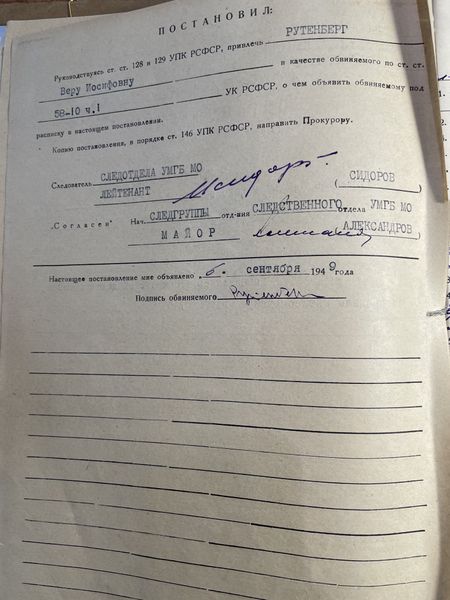 ПОСТАНОВИЛ:
Руководствуясь ст. ст. 128 и 129 УПК РСФСР, привлечь РУТЕНБЕРГ
Веру Иосифовну в качестве обвиняемого по ст. ст.
58-10 ч.1 УК РСФСР, о чем объявить обвиняемому под
расписку в настоящем постановлении.
Копию постановления, в порядке ст. 146 УПК РСФСР, направить Прокурору.
Следователь СЛЕДОТДЕЛА УМГБ МО
ЛЕЙТЕНАНТ (СИДОРОВ)
„Согласен“ Нач. СЛЕДГРУППЫ отд-ния СЛЕДСТВЕННОГО отдела УМГБ МО
МАЙОР (АЛЕКСАНДРОВ)
Настоящее постановление мне объявлено 6. сентября 1949 года
Подпись обвиняемого